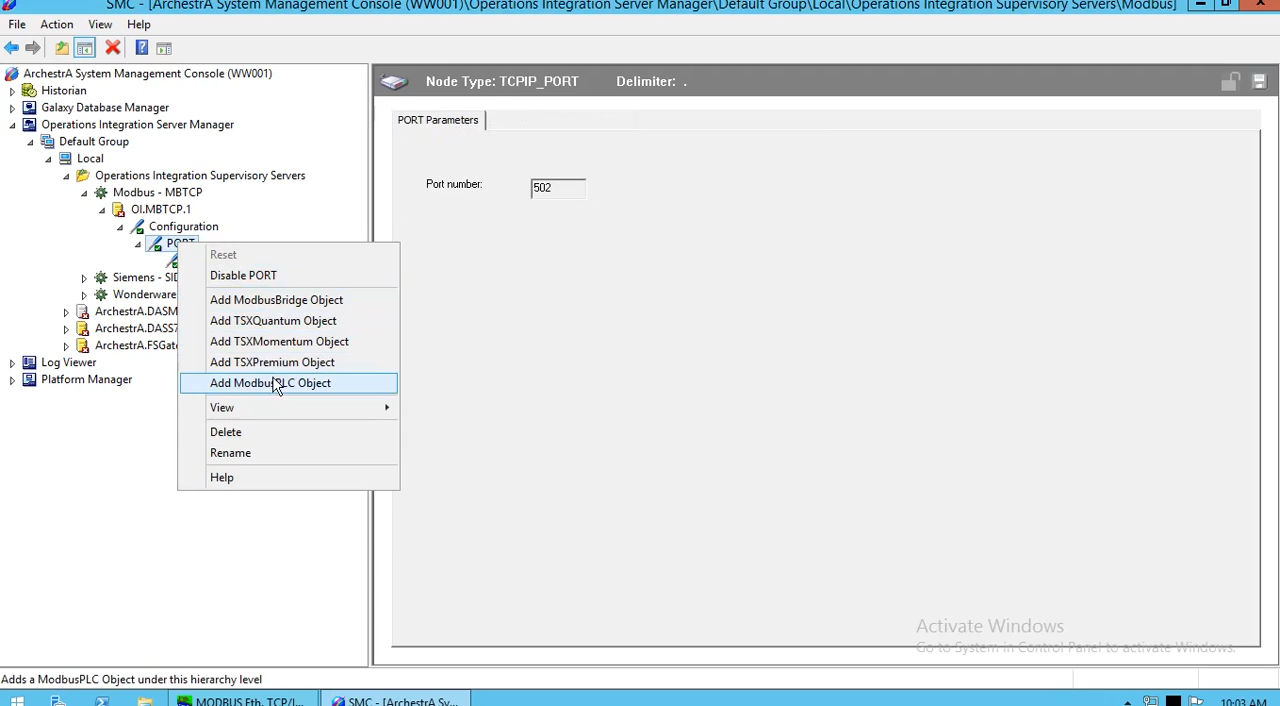 SMC - [ArchestrA System Management Console (WW001)\Operations Integration Server Manager\Default Group\Local\Operations Integration Supervisory Servers\Modbus]
File Action View Help
ArchestrA System Management Console (WW001)
Historian
Galaxy Database Manager
Operations Integration Server Manager
Default Group
Local
Operations Integration Supervisory Servers
Modbus - MBTCP
OI.MBTCP.1
Configuration
PORT
Siemens - SID
Wonderware
ArchestrA.DASM
ArchestrA.DASS7
ArchestrA.FSGate
Log Viewer
Platform Manager
Reset
Disable PORT
Add ModbusBridge Object
Add TSXQuantum Object
Add TSXMomentum Object
Add TSXPremium Object
Add ModbusPLC Object
View
Delete
Rename
Help
Node Type: TCPIP_PORT Delimiter: .
PORT Parameters
Port number: 502
Activate Windows
Go to System in Control Panel to activate Windows.
Adds a ModbusPLC Object under this hierarchy level
MODBUS Eth. TCP/I... SMC - [ArchestrA Sy... 10:03 AM